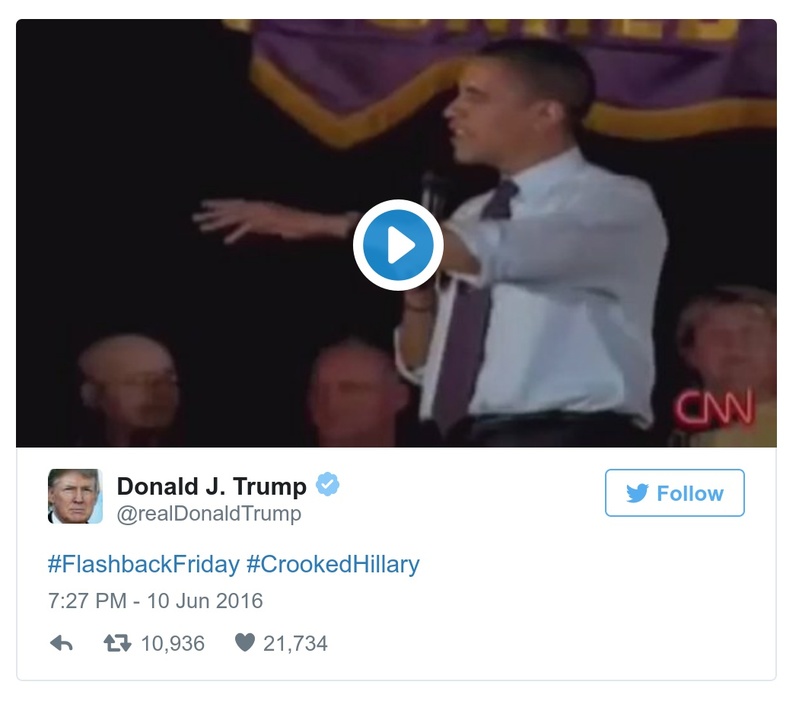 CNN
Donald J. Trump
@realDonaldTrump
Follow
#FlashbackFriday #CrookedHillary
7:27 PM - 10 Jun 2016
10,936 21,734